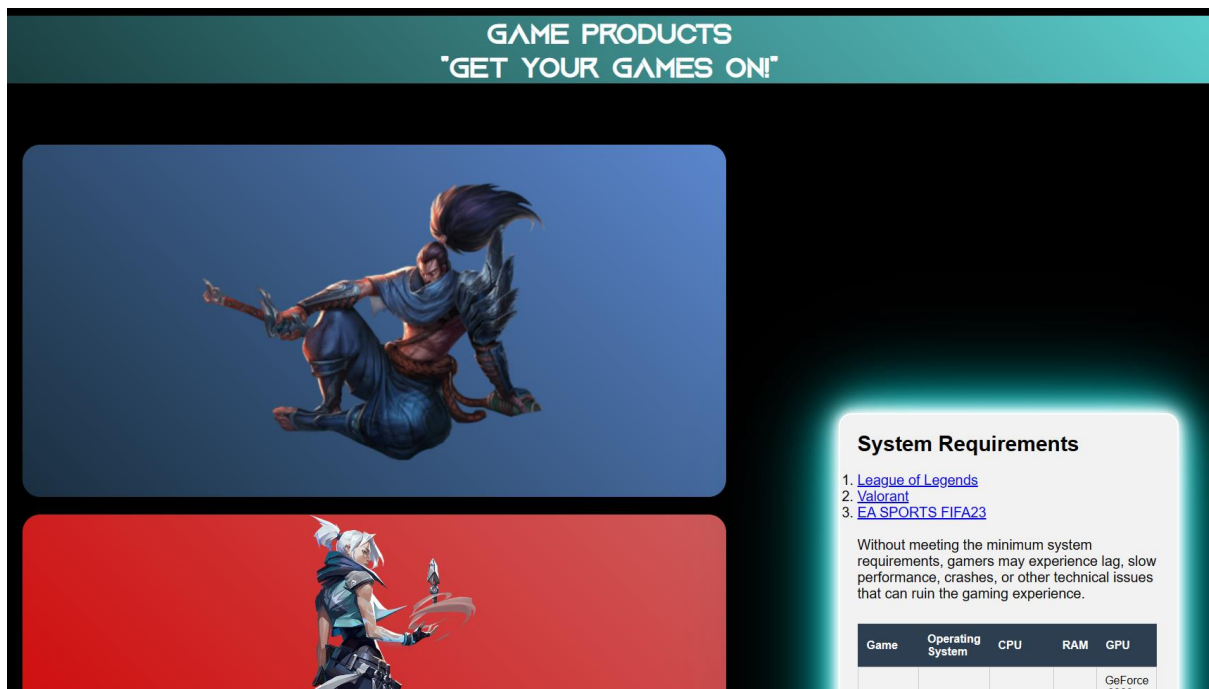 GAME PRODUCTS
"GET YOUR GAMES ON!"
System Requirements
1. League of Legends
2. Valorant
3. EA SPORTS FIFA23
Without meeting the minimum system
requirements, gamers may experience lag, slow
performance, crashes, or other technical issues
that can ruin the gaming experience.
Game Operating System CPU RAM GPU
GeForce